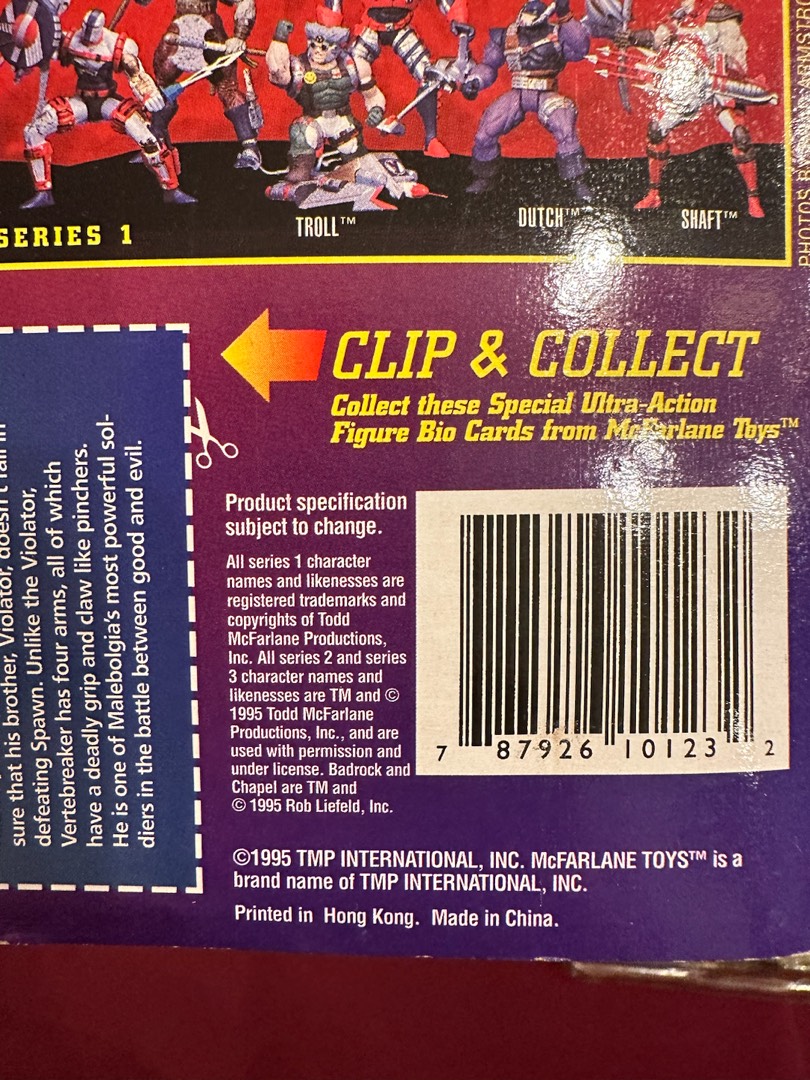 SERIES 1
TROLL™
DUTCH™
SHAFT™
PHOTOS B
CLIP & COLLECT
Collect these Special Ultra-Action
Figure Bio Cards from McFarlane Toys™
sure that his brother, Violator, doesn't fail in
defeating Spawn. Unlike the Violator,
Vertebreaker has four arms, all of which
have a deadly grip and claw like pinchers.
He is one of Malebolgia's most powerful sol-
diers in the battle between good and evil.
Product specification
subject to change.
All series 1 character
names and likenesses are
registered trademarks and
copyrights of Todd
McFarlane Productions,
Inc. All series 2 and series
3 character names and
likenesses are TM and ©
1995 Todd McFarlane
Productions, Inc., and are
used with permission and
under license. Badrock and
Chapel are TM and
© 1995 Rob Liefeld, Inc.
7 87926 10123 2
©1995 TMP INTERNATIONAL, INC. McFARLANE TOYS™ is a
brand name of TMP INTERNATIONAL, INC.
Printed in Hong Kong. Made in China.